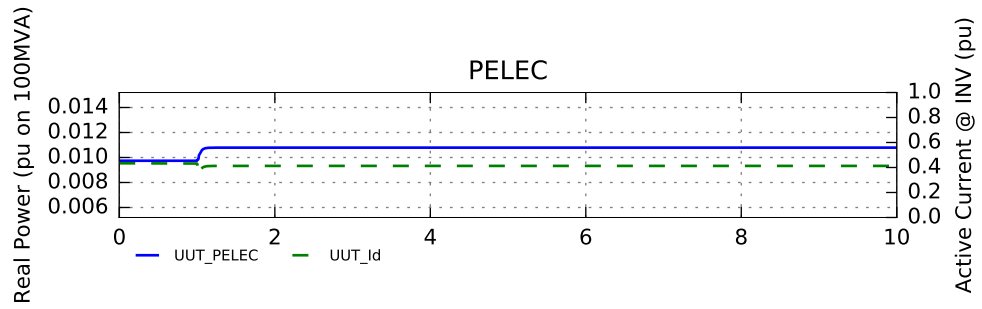 PELEC
Real Power (pu on 100MVA)
0.014
0.012
0.010
0.008
0.006
1.0
0.8
0.6
0.4
0.2
0.0
Active Current @ INV (pu)
0 2 4 6 8 10
UUT_PELEC UUT_Id